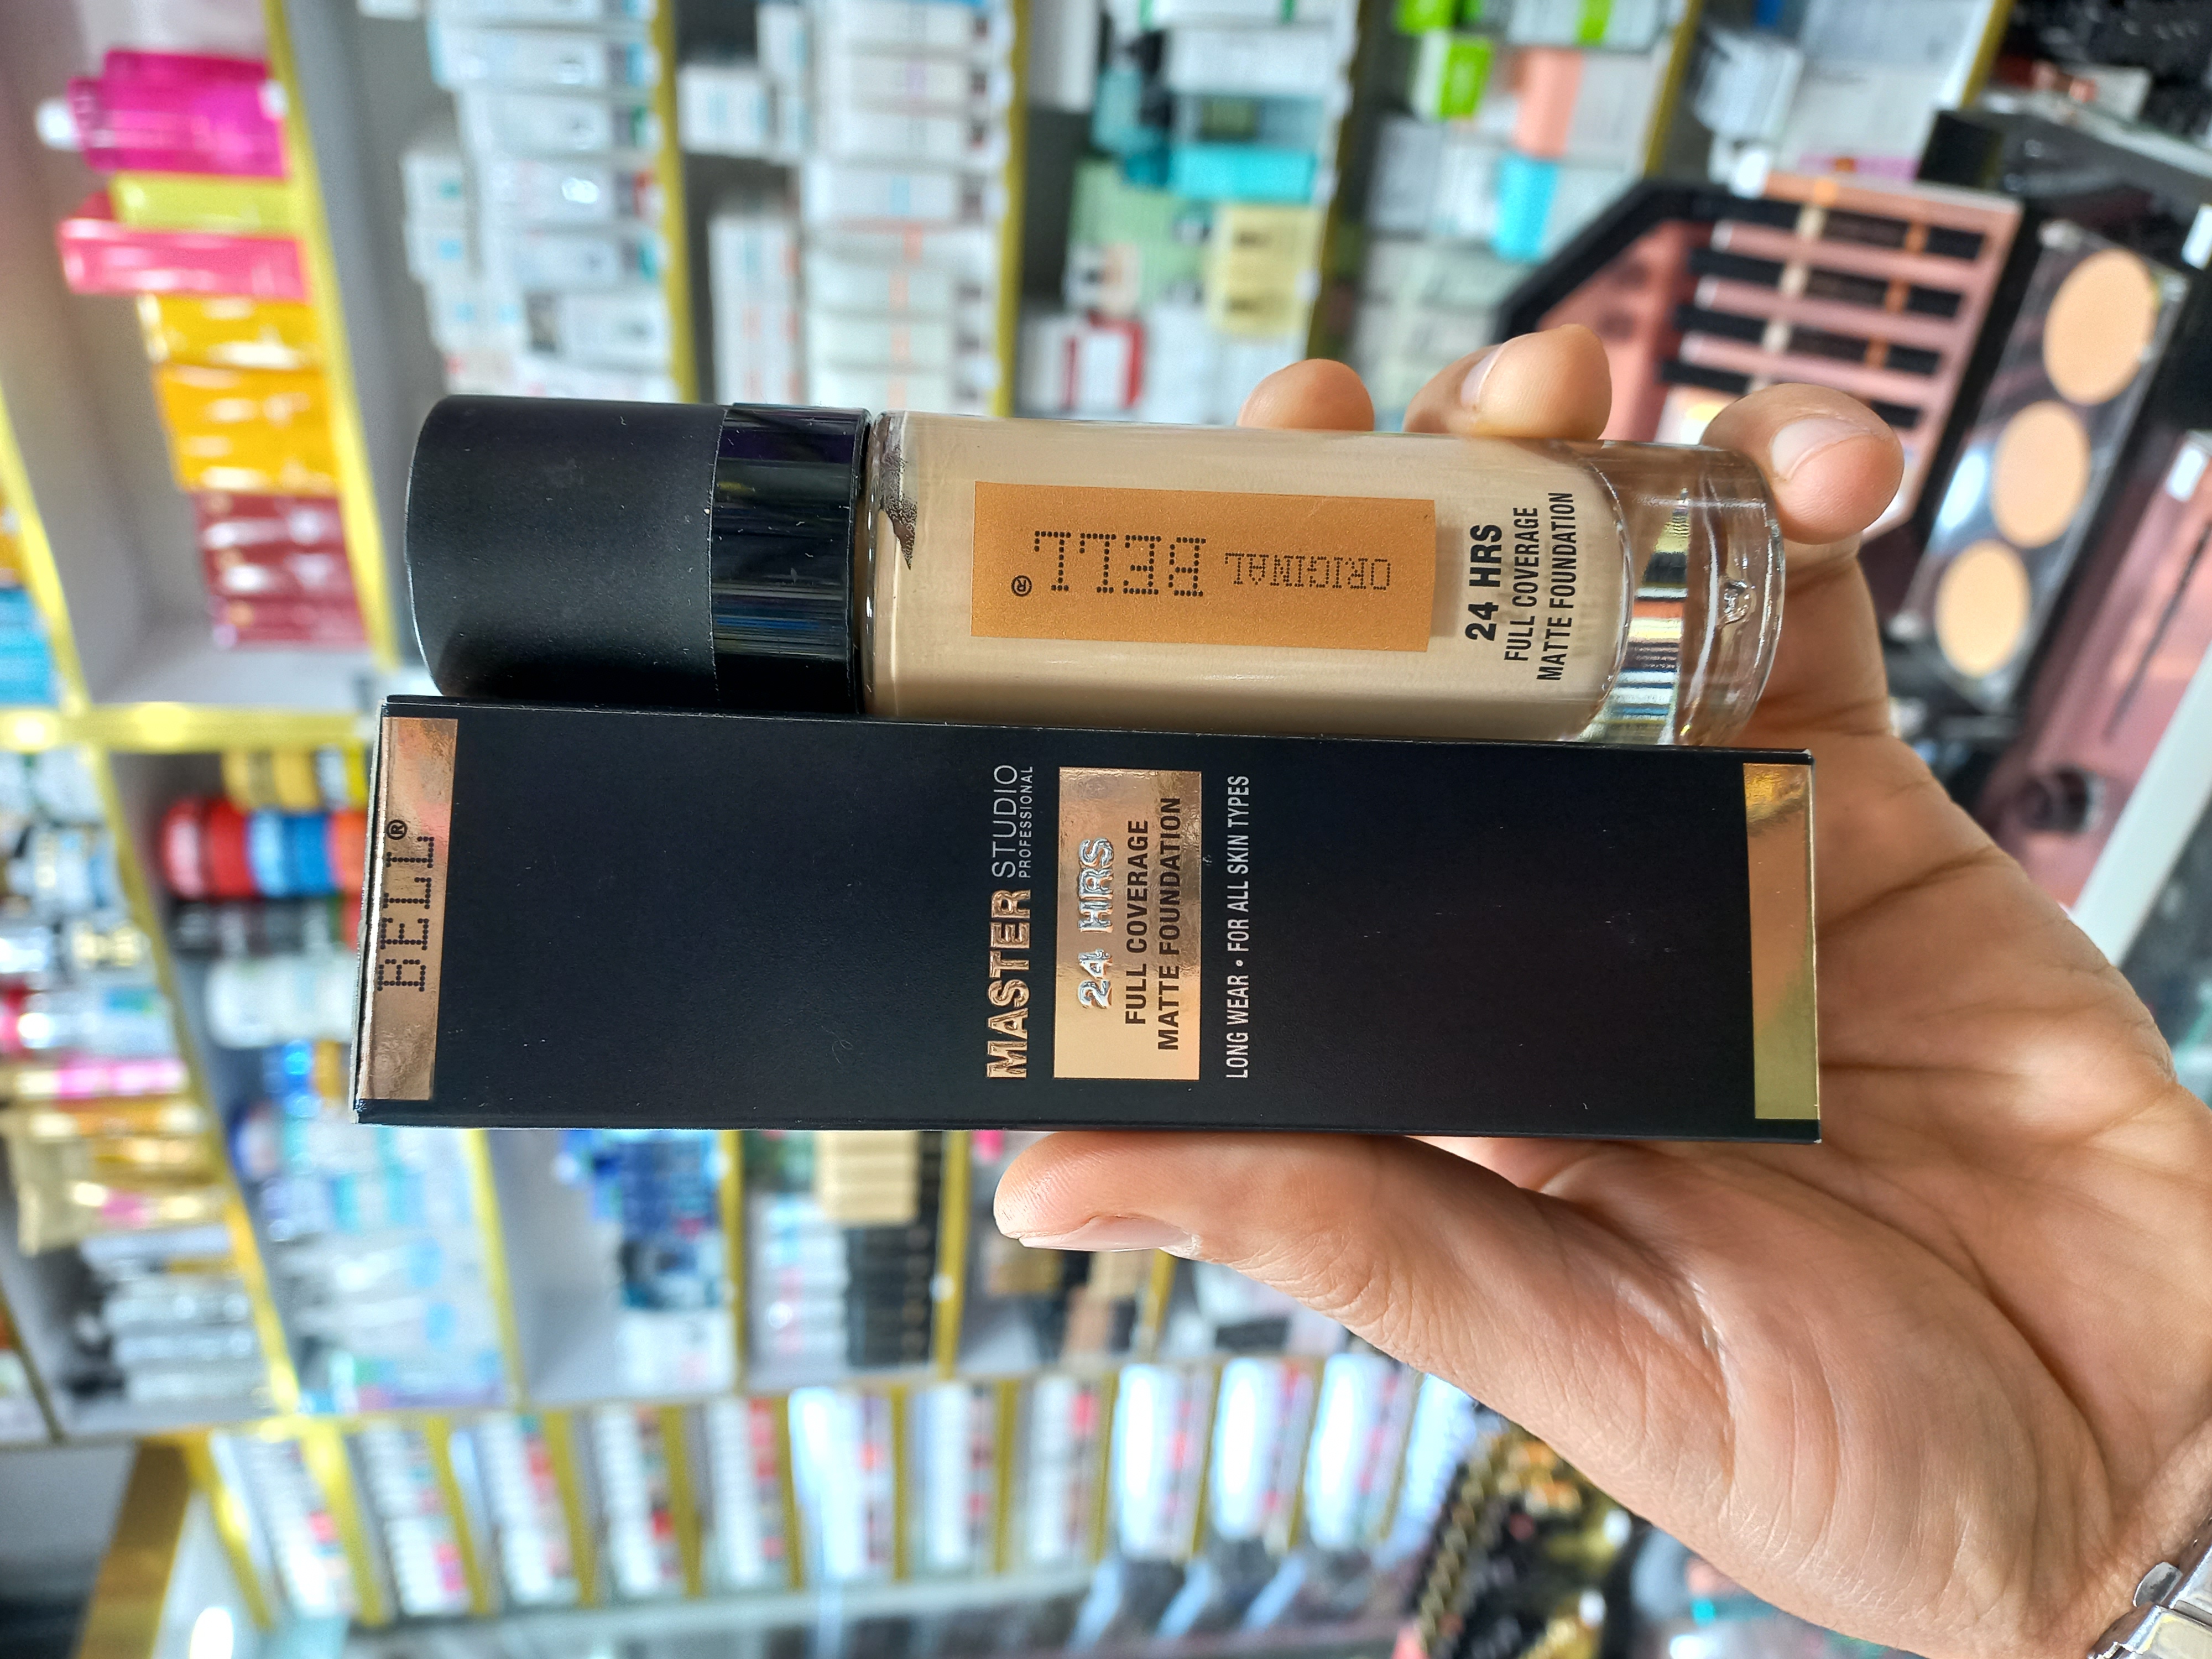 ORIGINAL
BELL®
24 HRS
FULL COVERAGE
MATTE FOUNDATION
BELL®
MASTER STUDIO
PROFESSIONAL
24 HRS
FULL COVERAGE
MATTE FOUNDATION
LONG WEAR • FOR ALL SKIN TYPES